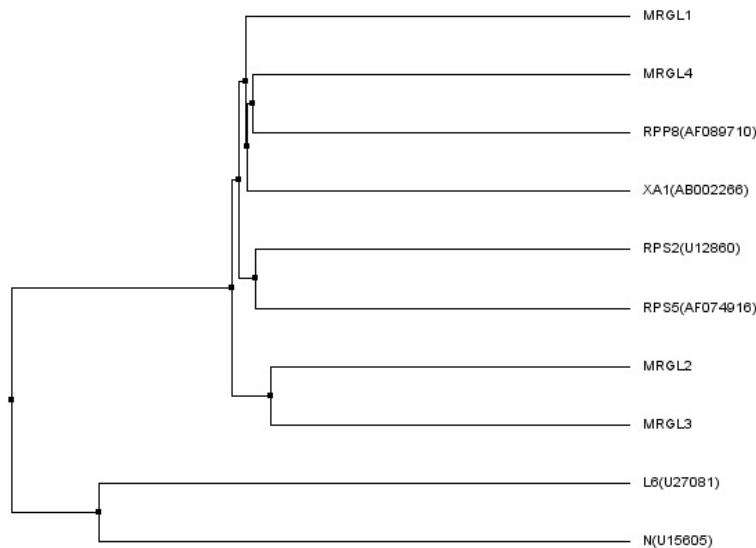 MRGL1
MRGL4
RPP8(AF089710)
XA1(AB002266)
RPS2(U12860)
RPS5(AF074916)
MRGL2
MRGL3
L6(U27081)
N(U15605)